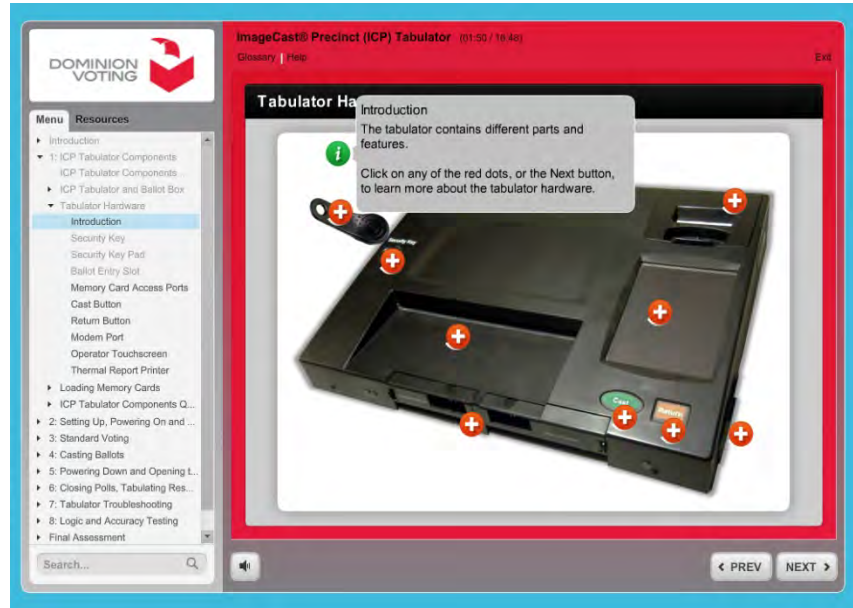 ImageCast® Precinct (ICP) Tabulator (01:50 / 16:46)
Glossary | Help
Exit
DOMINION
VOTING
Menu
Resources
Introduction
1: ICP Tabulator Components
ICP Tabulator Components
ICP Tabulator and Ballot Box
Tabulator Hardware
Introduction
Security Key
Security Key Pad
Ballot Entry Slot
Memory Card Access Ports
Cast Button
Return Button
Modem Port
Operator Touchscreen
Thermal Report Printer
Loading Memory Cards
ICP Tabulator Components Q...
2: Setting Up, Powering On and ...
3: Standard Voting
4: Casting Ballots
5: Powering Down and Opening t...
6: Closing Polls, Tabulating Res...
7: Tabulator Troubleshooting
8: Logic and Accuracy Testing
Final Assessment
Search...
Tabulator Ha
i
Introduction
The tabulator contains different parts and
features.
Click on any of the red dots, or the Next button,
to learn more about the tabulator hardware.
Security Key
Cast
Return
PREV
NEXT